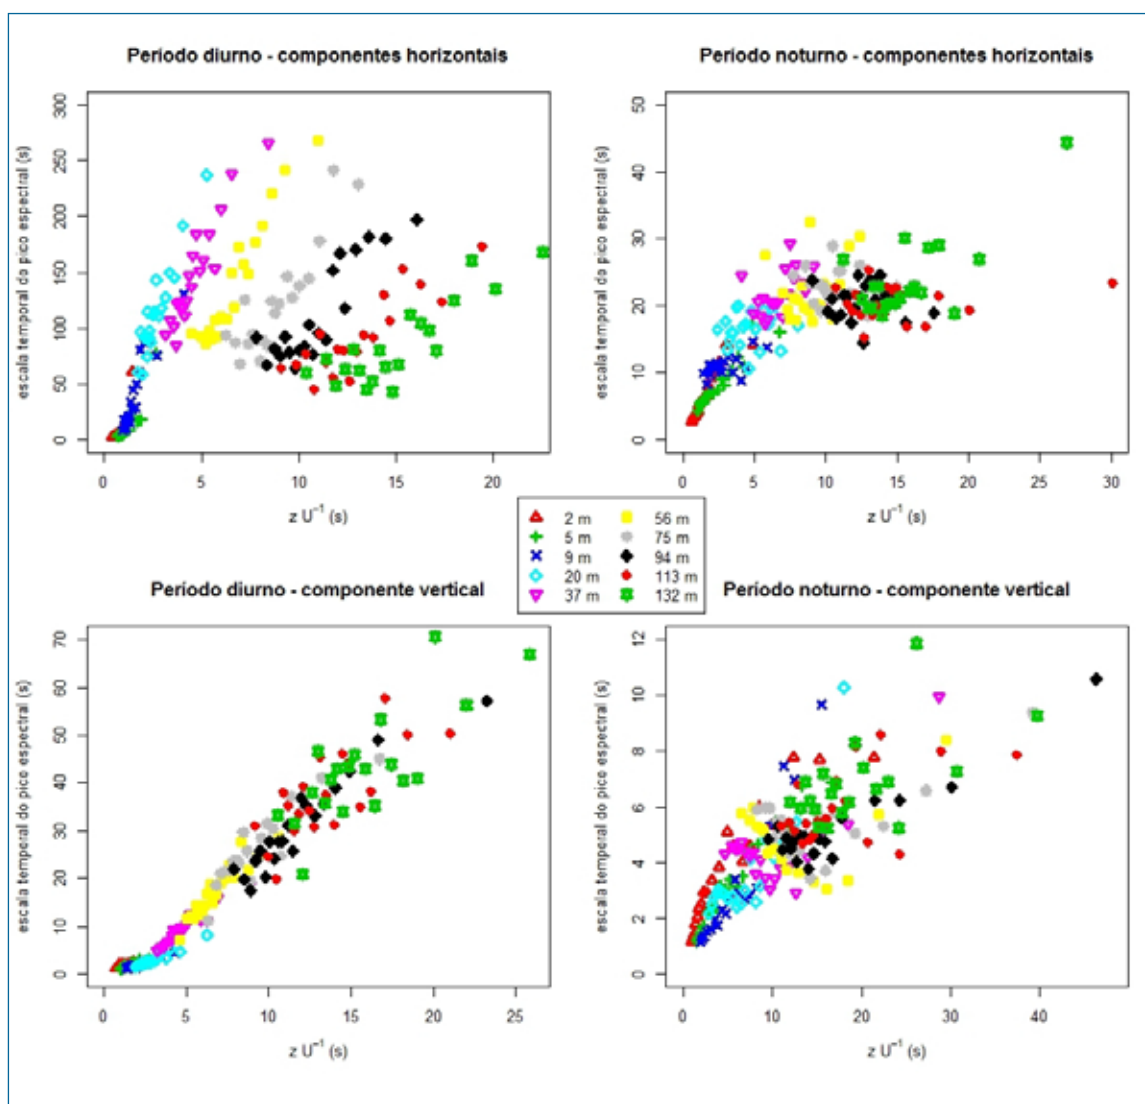 Período diurno - componentes horizontais
escala temporal do pico espectral (s)
300
250
200
150
100
50
0
0 5 10 15 20
z U⁻¹ (s)
Período noturno - componentes horizontais
escala temporal do pico espectral (s)
50
40
30
20
10
0
0 5 10 15 20 25 30
z U⁻¹ (s)
2 m
5 m
9 m
20 m
37 m
56 m
75 m
94 m
113 m
132 m
Período diurno - componente vertical
escala temporal do pico espectral (s)
70
60
50
40
30
20
10
0
0 5 10 15 20 25
z U⁻¹ (s)
Período noturno - componente vertical
escala temporal do pico espectral (s)
12
10
8
6
4
2
0
0 10 20 30 40
z U⁻¹ (s)